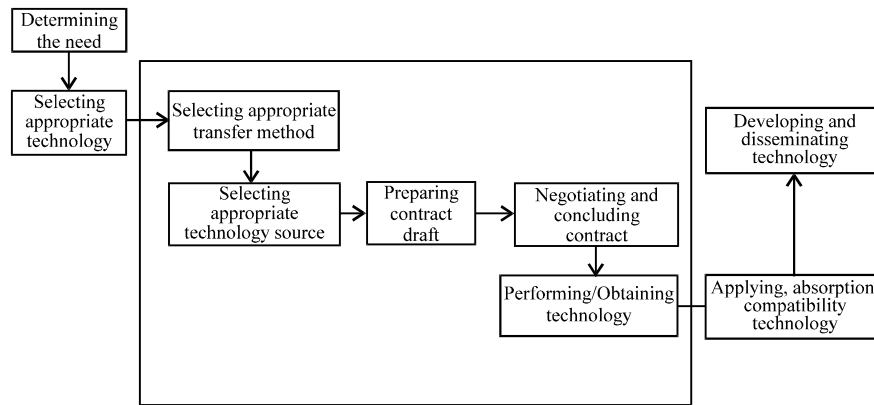 Determining
the need
Selecting
appropriate
technology
Selecting appropriate
transfer method
Selecting
appropriate
technology source
Preparing
contract
draft
Negotiating and
concluding
contract
Performing/Obtaining
technology
Applying, absorption
compatibility
technology
Developing and
disseminating
technology